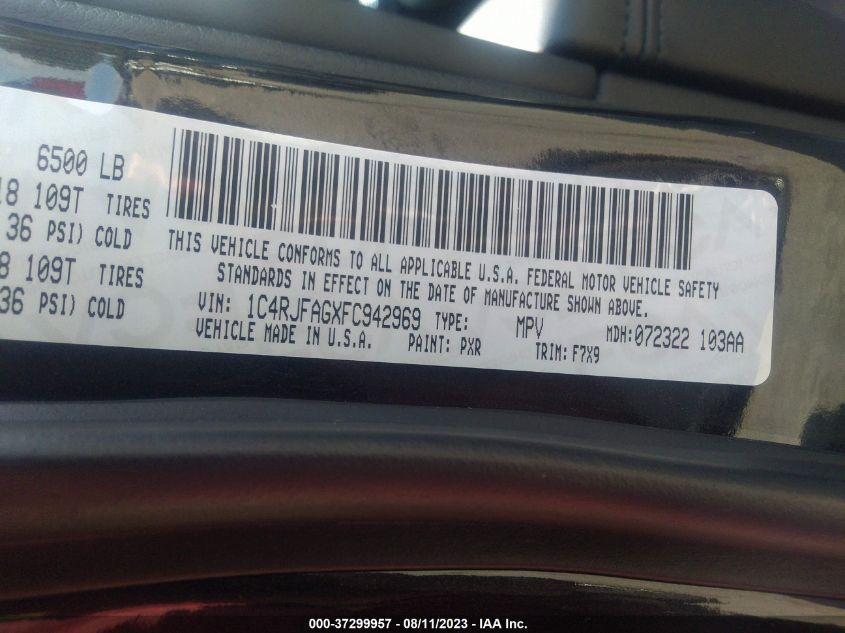 6500 LB
18 109T TIRES
36 PSI) COLD
8 109T TIRES
36 PSI) COLD
THIS VEHICLE CONFORMS TO ALL APPLICABLE U.S.A. FEDERAL MOTOR VEHICLE SAFETY
STANDARDS IN EFFECT ON THE DATE OF MANUFACTURE SHOWN ABOVE.
VIN: 1C4RJFAGXFC942969 TYPE: MPV MDH:072322 103AA
VEHICLE MADE IN U.S.A. PAINT: PXR TRIM: F7X9
000-37299957 - 08/11/2023 - IAA Inc.